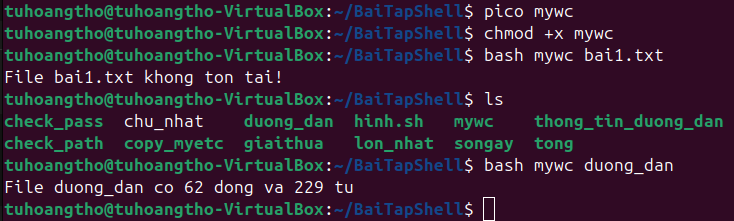 tuhoangtho@tuhoangtho-VirtualBox:~/BaiTapShell$ pico mywc
tuhoangtho@tuhoangtho-VirtualBox:~/BaiTapShell$ chmod +x mywc
tuhoangtho@tuhoangtho-VirtualBox:~/BaiTapShell$ bash mywc bai1.txt
File bai1.txt khong ton tai!
tuhoangtho@tuhoangtho-VirtualBox:~/BaiTapShell$ ls
check_pass chu_nhat duong_dan hinh.sh mywc thong_tin_duong_dan
check_path copy_myetc giaithua lon_nhat songay tong
tuhoangtho@tuhoangtho-VirtualBox:~/BaiTapShell$ bash mywc duong_dan
File duong_dan co 62 dong va 229 tu
tuhoangtho@tuhoangtho-VirtualBox:~/BaiTapShell$